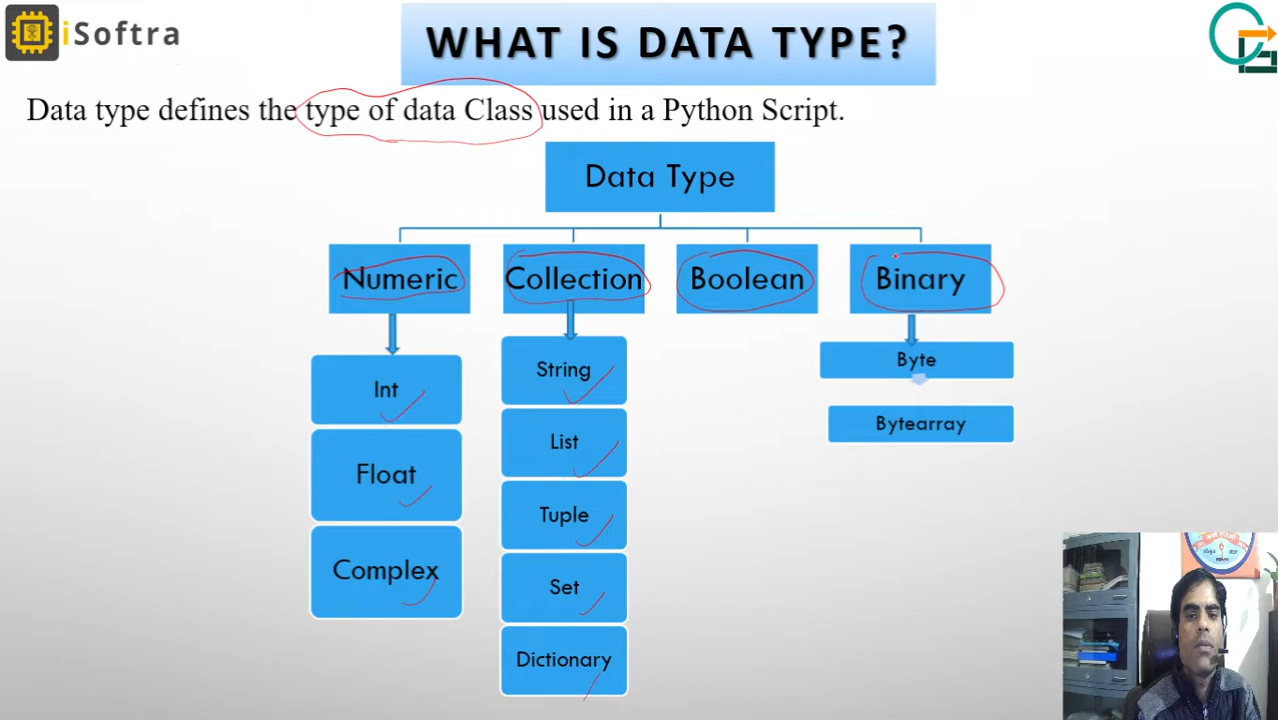 iSoftra
WHAT IS DATA TYPE?
Data type defines the type of data Class used in a Python Script.
Data Type
Numeric
Collection
Boolean
Binary
Int
Float
Complex
String
List
Tuple
Set
Dictionary
Byte
Bytearray